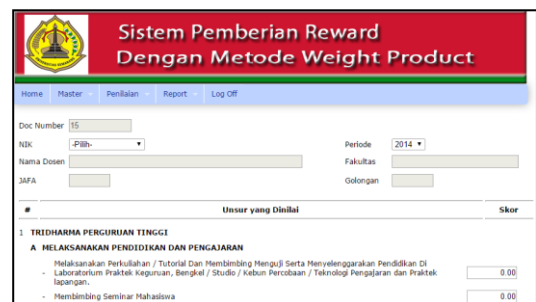 Sistem Pemberian Reward
Dengan Metode Weight Product
Home Master Penilaian Report Log Off
Doc Number 15
NIK -Pilih- Periode 2014
Nama Dosen Fakultas
JAFA Golongan
# Unsur yang Dinilai Skor
1 TRIDHARMA PERGURUAN TINGGI
A MELAKSANAKAN PENDIDIKAN DAN PENGAJARAN
Melaksanakan Perkuliahan / Tutorial Dan Membimbing Menguji Serta Menyelenggarakan Pendidikan Di
- Laboratorium Praktek Keguruan, Bengkel / Studio / Kebun Percobaan / Teknologi Pengajaran dan Praktek 0.00
lapangan.
- Membimbing Seminar Mahasiswa 0.00